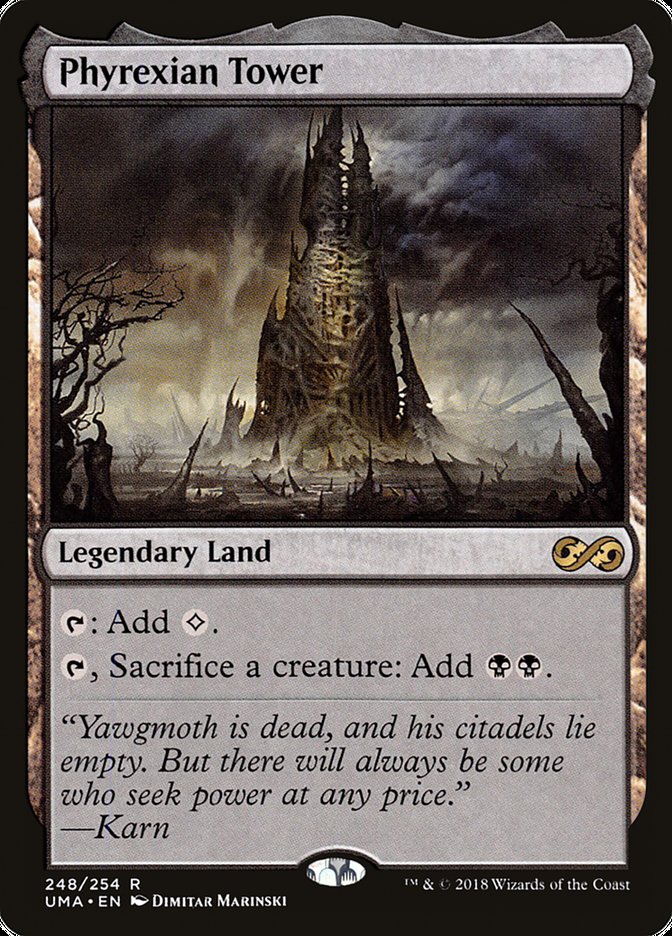 Phyrexian Tower
Legendary Land
: Add .
, Sacrifice a creature: Add .
“Yawgmoth is dead, and his citadels lie
empty. But there will always be some
who seek power at any price.”
—Karn
248/254 R
UMA • EN Dimitar Marinski
™ & © 2018 Wizards of the Coast